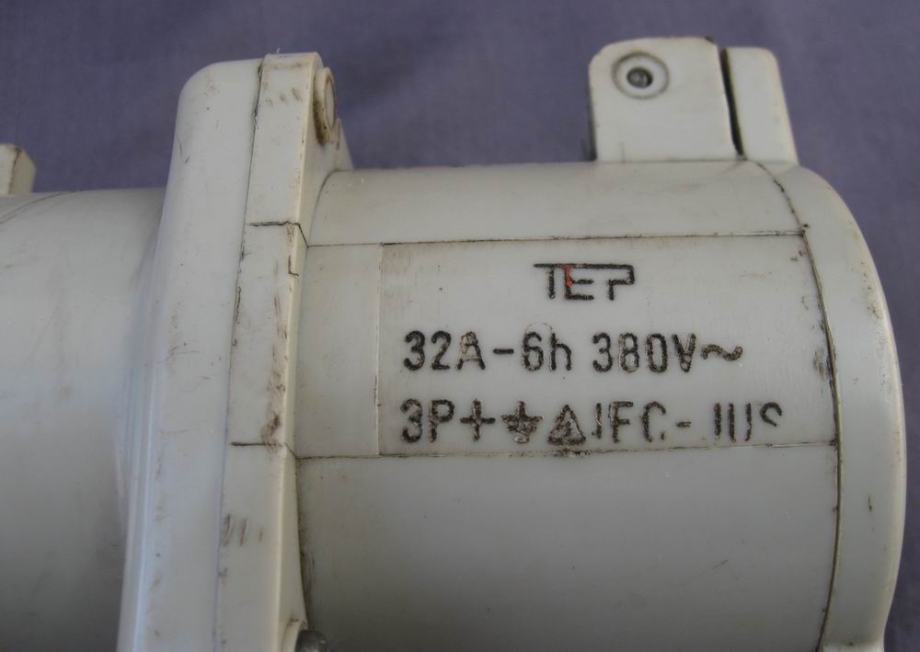 TEP
32A-6h 380V~
3P+⏚ IEC-JUS